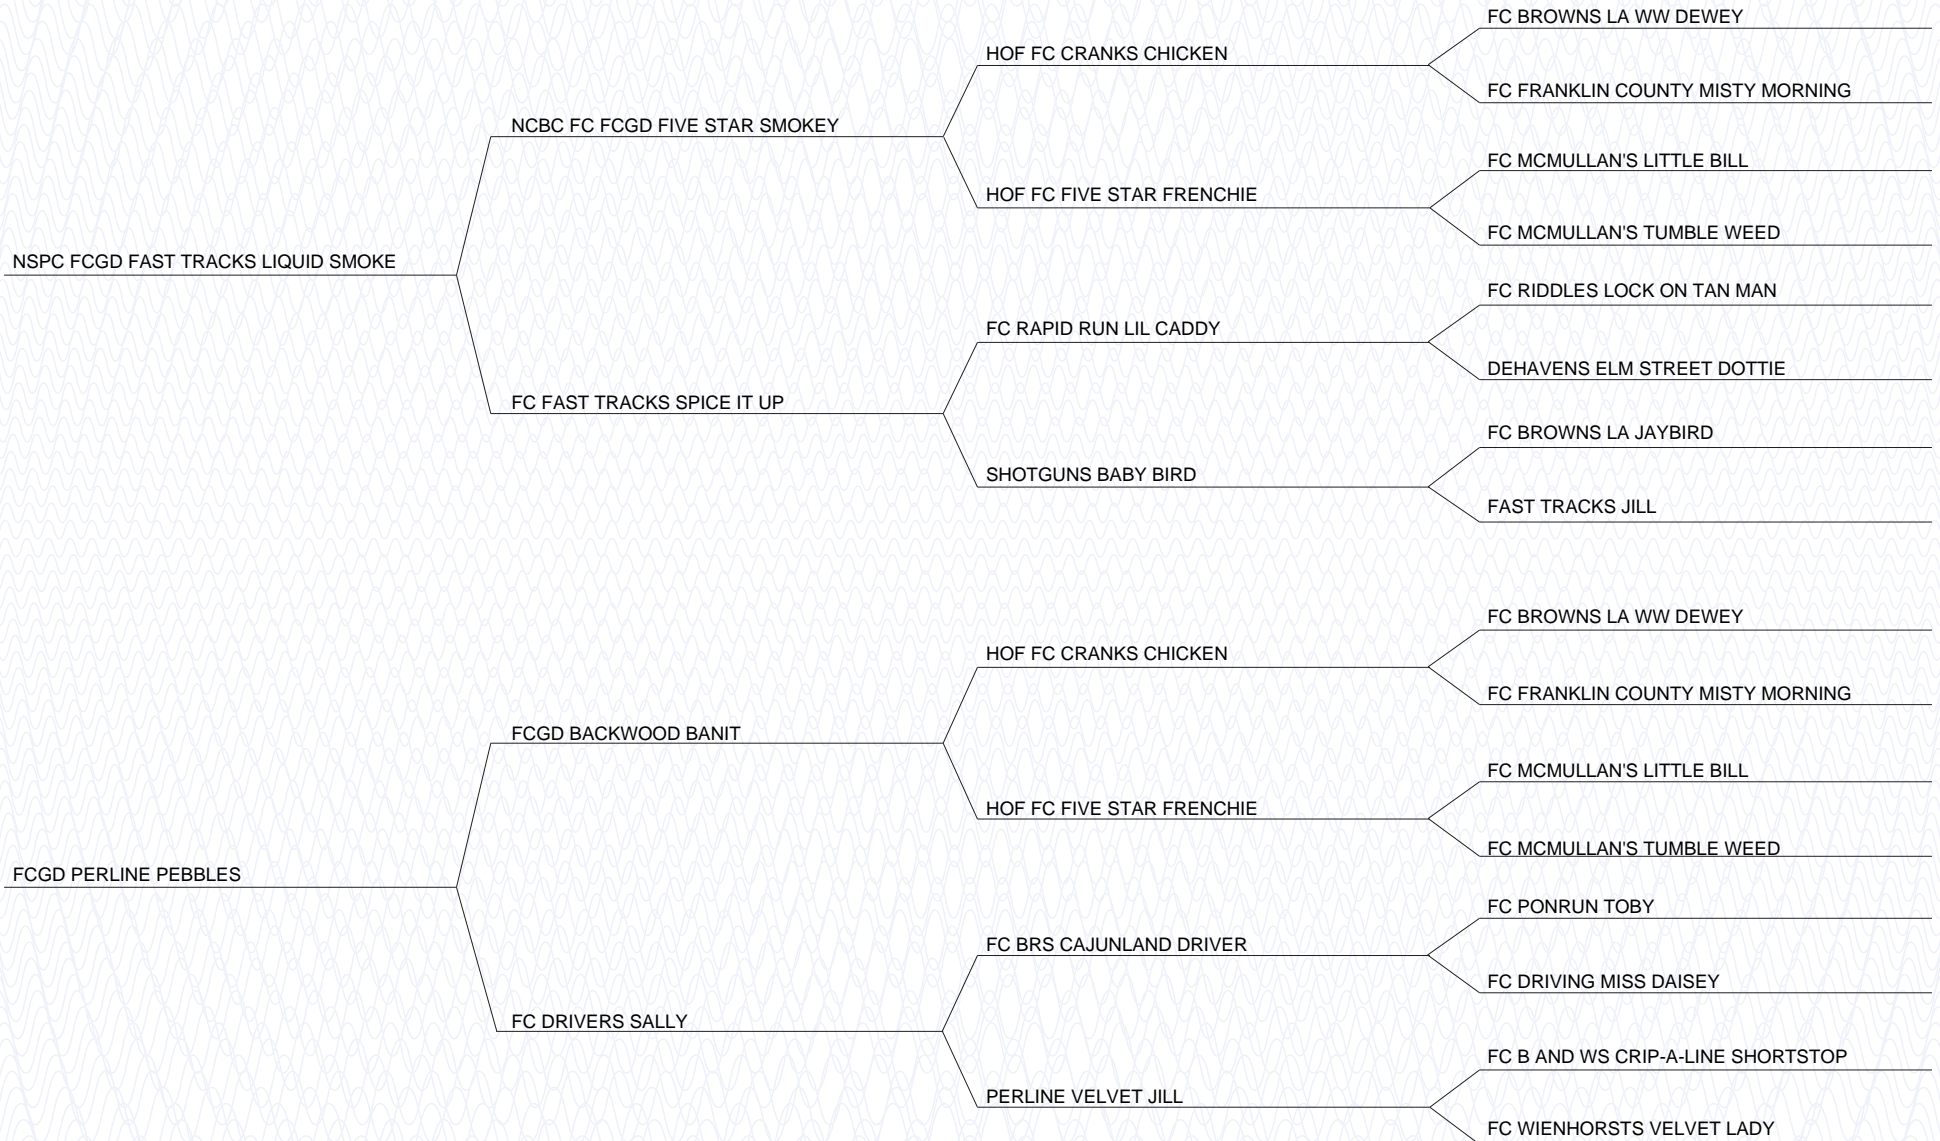 FC BROWNS LA WW DEWEY
HOF FC CRANKS CHICKEN
FC FRANKLIN COUNTY MISTY MORNING
NCBC FC FCGD FIVE STAR SMOKEY
FC MCMULLAN'S LITTLE BILL
HOF FC FIVE STAR FRENCHIE
FC MCMULLAN'S TUMBLE WEED
NSPC FCGD FAST TRACKS LIQUID SMOKE
FC RIDDLES LOCK ON TAN MAN
FC RAPID RUN LIL CADDY
DEHAVENS ELM STREET DOTTIE
FC FAST TRACKS SPICE IT UP
FC BROWNS LA JAYBIRD
SHOTGUNS BABY BIRD
FAST TRACKS JILL
FC BROWNS LA WW DEWEY
HOF FC CRANKS CHICKEN
FC FRANKLIN COUNTY MISTY MORNING
FCGD BACKWOOD BANIT
FC MCMULLAN'S LITTLE BILL
HOF FC FIVE STAR FRENCHIE
FC MCMULLAN'S TUMBLE WEED
FCGD PERLINE PEBBLES
FC PONRUN TOBY
FC BRS CAJUNLAND DRIVER
FC DRIVING MISS DAISEY
FC DRIVERS SALLY
FC B AND WS CRIP-A-LINE SHORTSTOP
PERLINE VELVET JILL
FC WIENHORSTS VELVET LADY